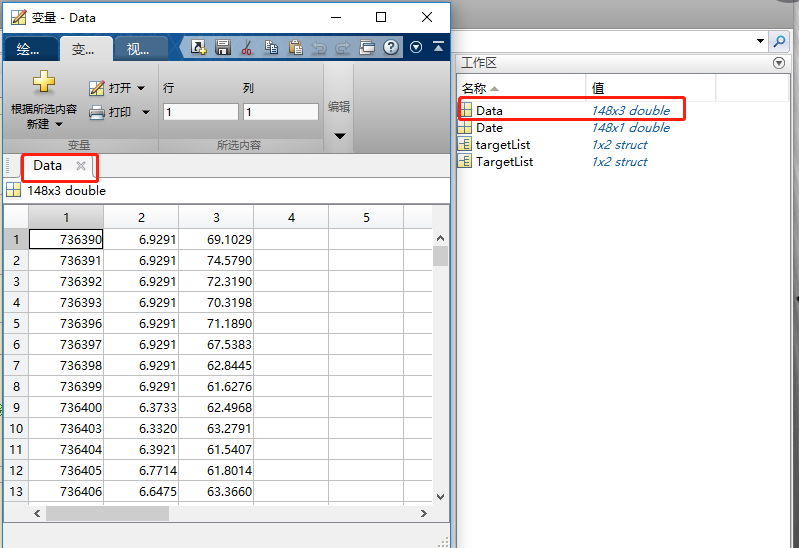 变量 - Data
绘... 变... 视...
根据所选内容
新建
打开
打印
变量
行 列
1 1
所选内容
编辑
Data
148x3 double
1 2 3 4 5
1 736390 6.9291 69.1029
2 736391 6.9291 74.5790
3 736392 6.9291 72.3190
4 736393 6.9291 70.3198
5 736396 6.9291 71.1890
6 736397 6.9291 67.5383
7 736398 6.9291 62.8445
8 736399 6.9291 61.6276
9 736400 6.3733 62.4968
10 736403 6.3320 63.2791
11 736404 6.3921 61.5407
12 736405 6.7714 61.8014
13 736406 6.6475 63.3660
工作区
名称 值
Data 148x3 double
Date 148x1 double
targetList 1x2 struct
TargetList 1x2 struct